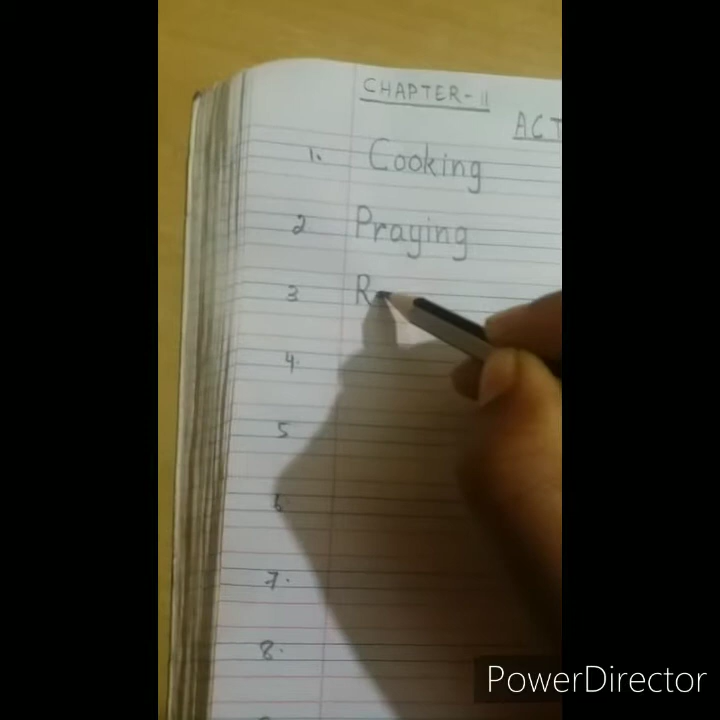 CHAPTER-11
ACT
1. Cooking
2 Praying
3 R
4.
5
6
7.
8.
PowerDirector